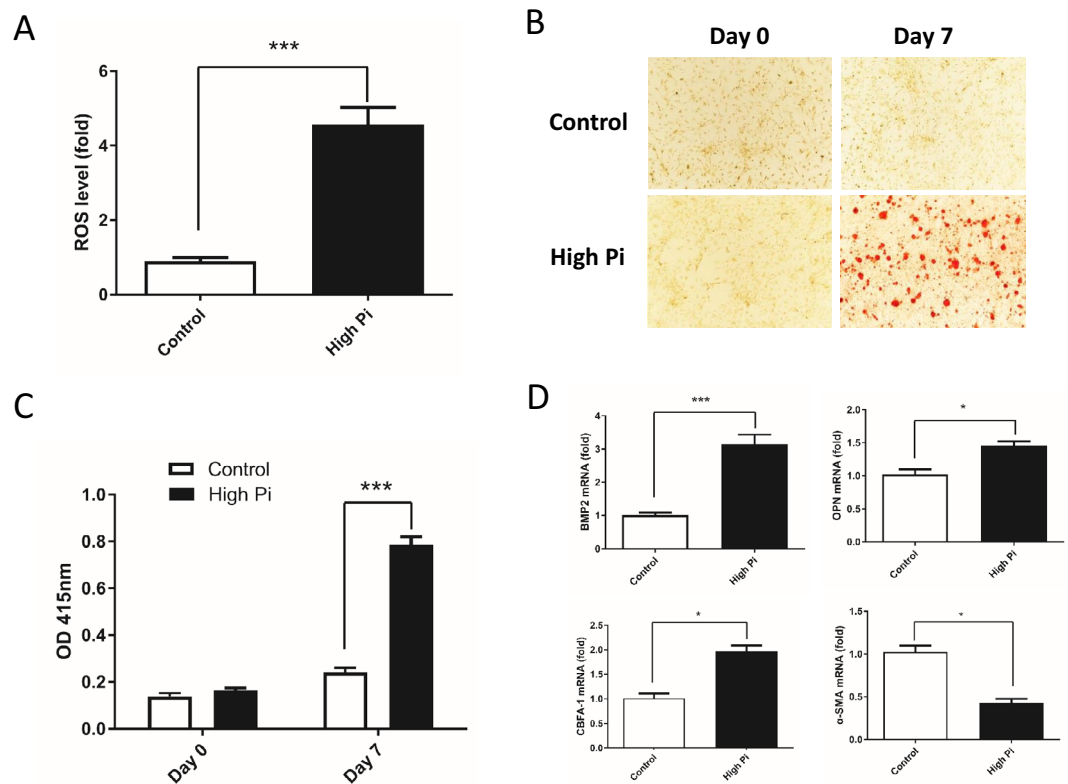 A
***
ROS level (fold)
6
4
2
0
Control
High Pi
B
Day 0
Day 7
Control
High Pi
C
Control
High Pi
***
OD 415nm
1.0
0.8
0.6
0.4
0.2
0.0
Day 0
Day 7
D
***
BMP2 mRNA (fold)
4
3
2
1
0
Control
High Pi
*
OPN mRNA (fold)
2.0
1.5
1.0
0.5
0.0
Control
High Pi
*
CBFA-1 mRNA (fold)
2.5
2.0
1.5
1.0
0.5
0.0
Control
High Pi
*
α-SMA mRNA (fold)
1.5
1.0
0.5
0.0
Control
High Pi